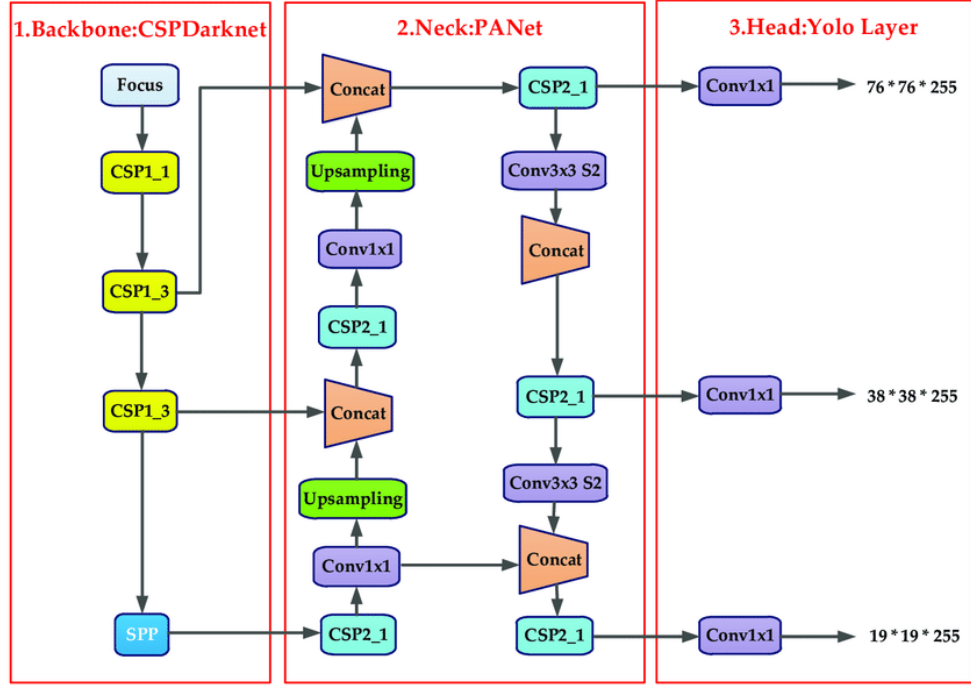 1.Backbone:CSPDarknet
Focus
CSP1_1
CSP1_3
CSP1_3
SPP
2.Neck:PANet
Concat
Upsampling
Conv1x1
CSP2_1
Concat
Upsampling
Conv1x1
CSP2_1
CSP2_1
Conv3x3 S2
Concat
CSP2_1
Conv3x3 S2
Concat
CSP2_1
3.Head:Yolo Layer
Conv1x1
76*76*255
Conv1x1
38*38*255
Conv1x1
19*19*255